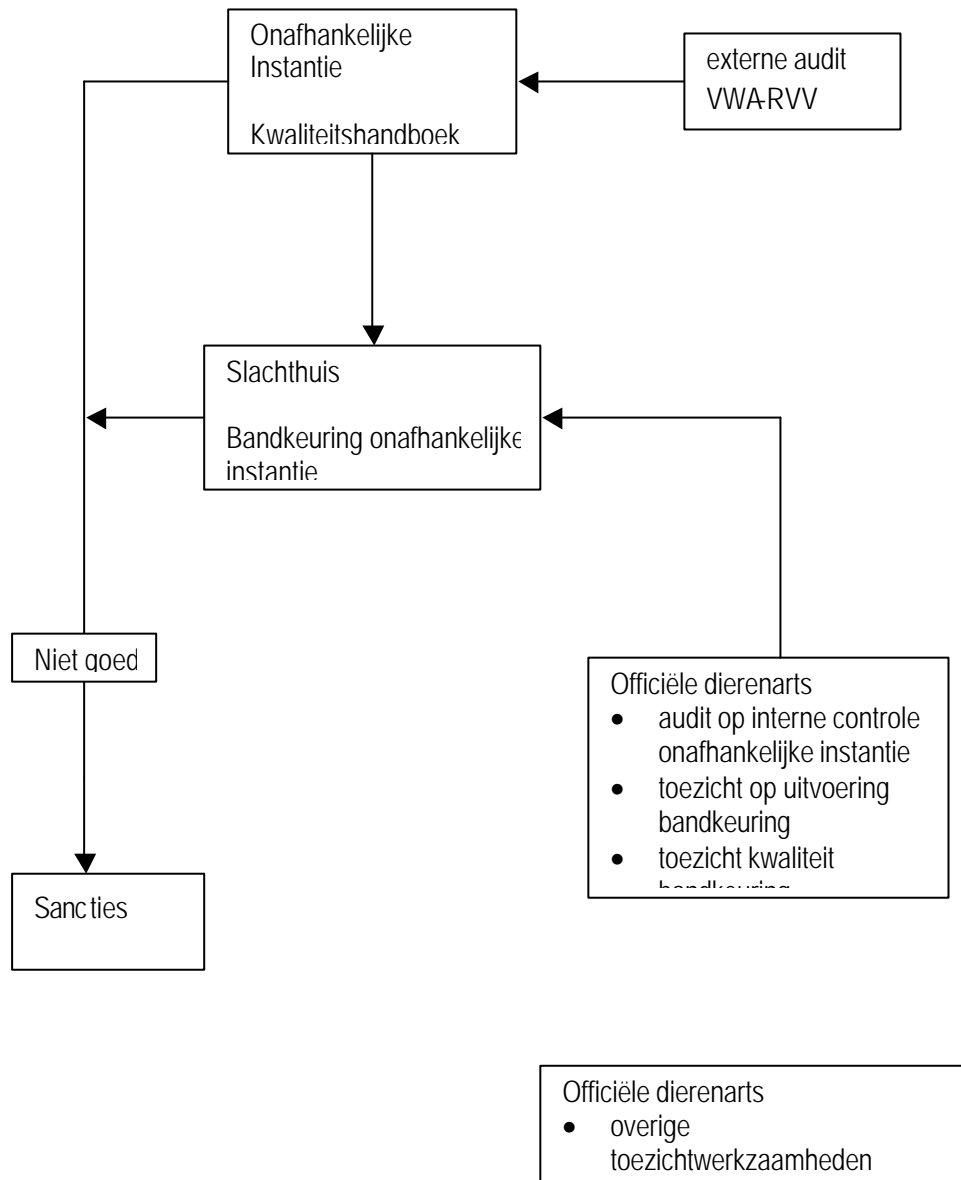 Onafhankelijke
Instantie
Kwaliteitshandboek
externe audit
VWA-RVV
Slachthuis
Bandkeuring onafhankelijke
instantie
Niet goed
Officiële dierenarts
• audit op interne controle
onafhankelijke instantie
• toezicht op uitvoering
bandkeuring
• toezicht kwaliteit
bandkeuring
Sancties
Officiële dierenarts
• overige
toezichtwerkzaamheden